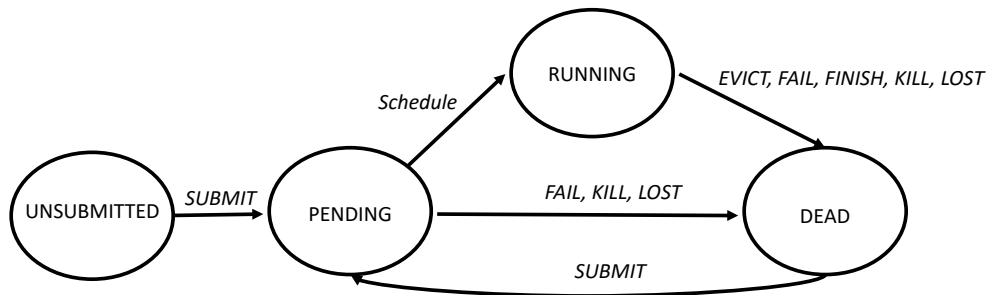 RUNNING
EVICT, FAIL, FINISH, KILL, LOST
Schedule
UNSUBMITTED
SUBMIT
PENDING
FAIL, KILL, LOST
DEAD
SUBMIT